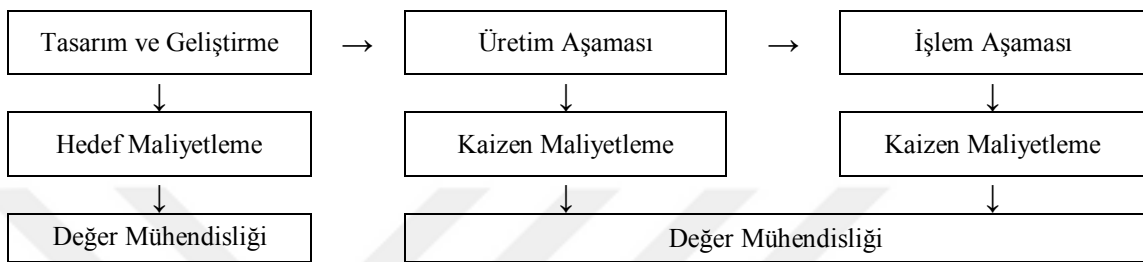 Tasarım ve Geliştirme → Üretim Aşaması → İşlem Aşaması
↓ ↓ ↓
Hedef Maliyetleme Kaizen Maliyetleme Kaizen Maliyetleme
↓ ↓ ↓
Değer Mühendisliği Değer Mühendisliği